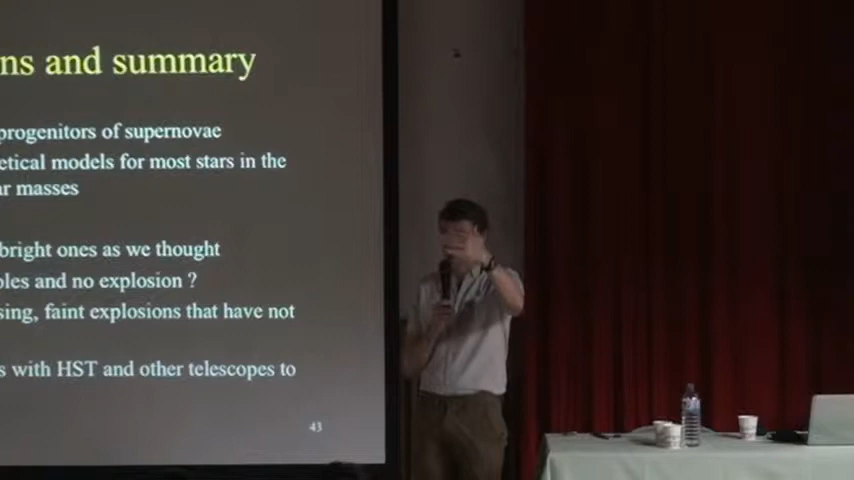 ns and summary
progenitors of supernovae
etical models for most stars in the
ar masses
bright ones as we thought
oles and no explosion ?
sing, faint explosions that have not
s with HST and other telescopes to
43